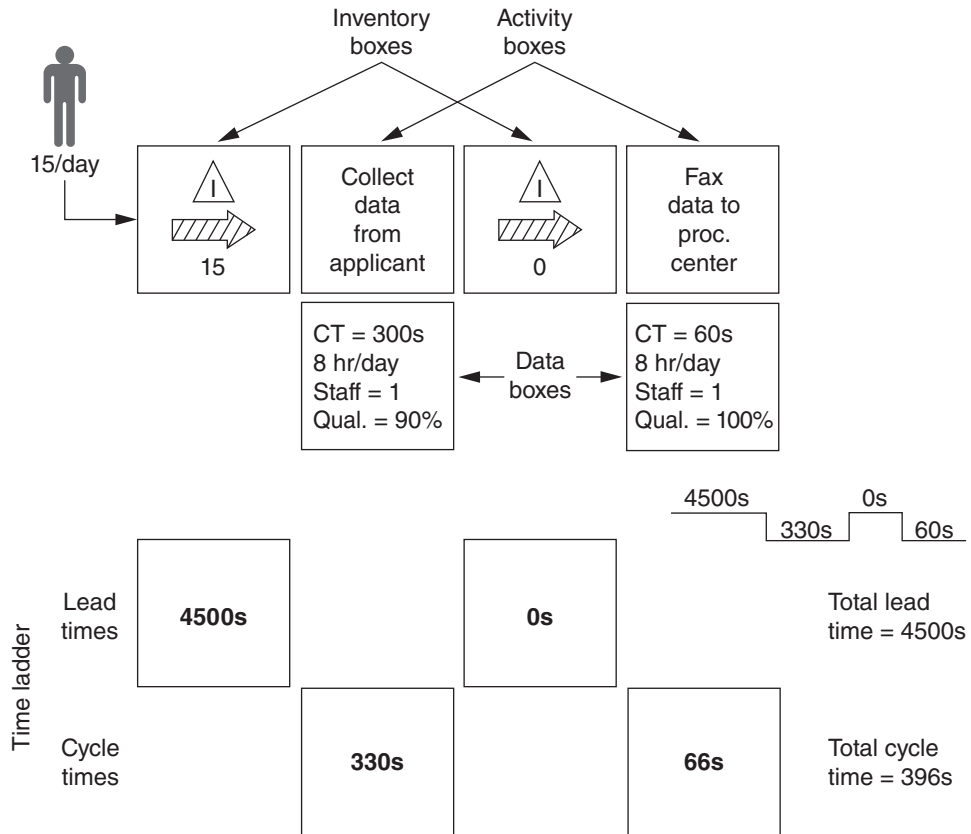 Inventory
boxes
Activity
boxes
15/day
I
15
Collect
data
from
applicant
I
0
Fax
data to
proc.
center
CT = 300s
8 hr/day
Staff = 1
Qual. = 90%
Data
boxes
CT = 60s
8 hr/day
Staff = 1
Qual. = 100%
4500s
330s
0s
60s
Time ladder
Lead
times
4500s
0s
Total lead
time = 4500s
Cycle
times
330s
66s
Total cycle
time = 396s